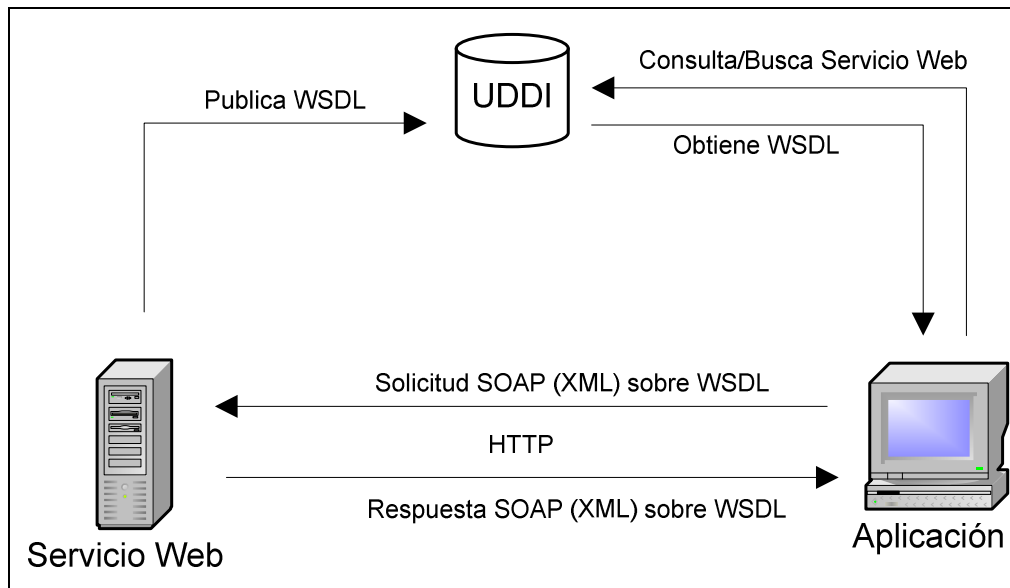 Consulta/Busca Servicio Web
UDDI
Publica WSDL
Obtiene WSDL
Solicitud SOAP (XML) sobre WSDL
HTTP
Respuesta SOAP (XML) sobre WSDL
Servicio Web
Aplicación